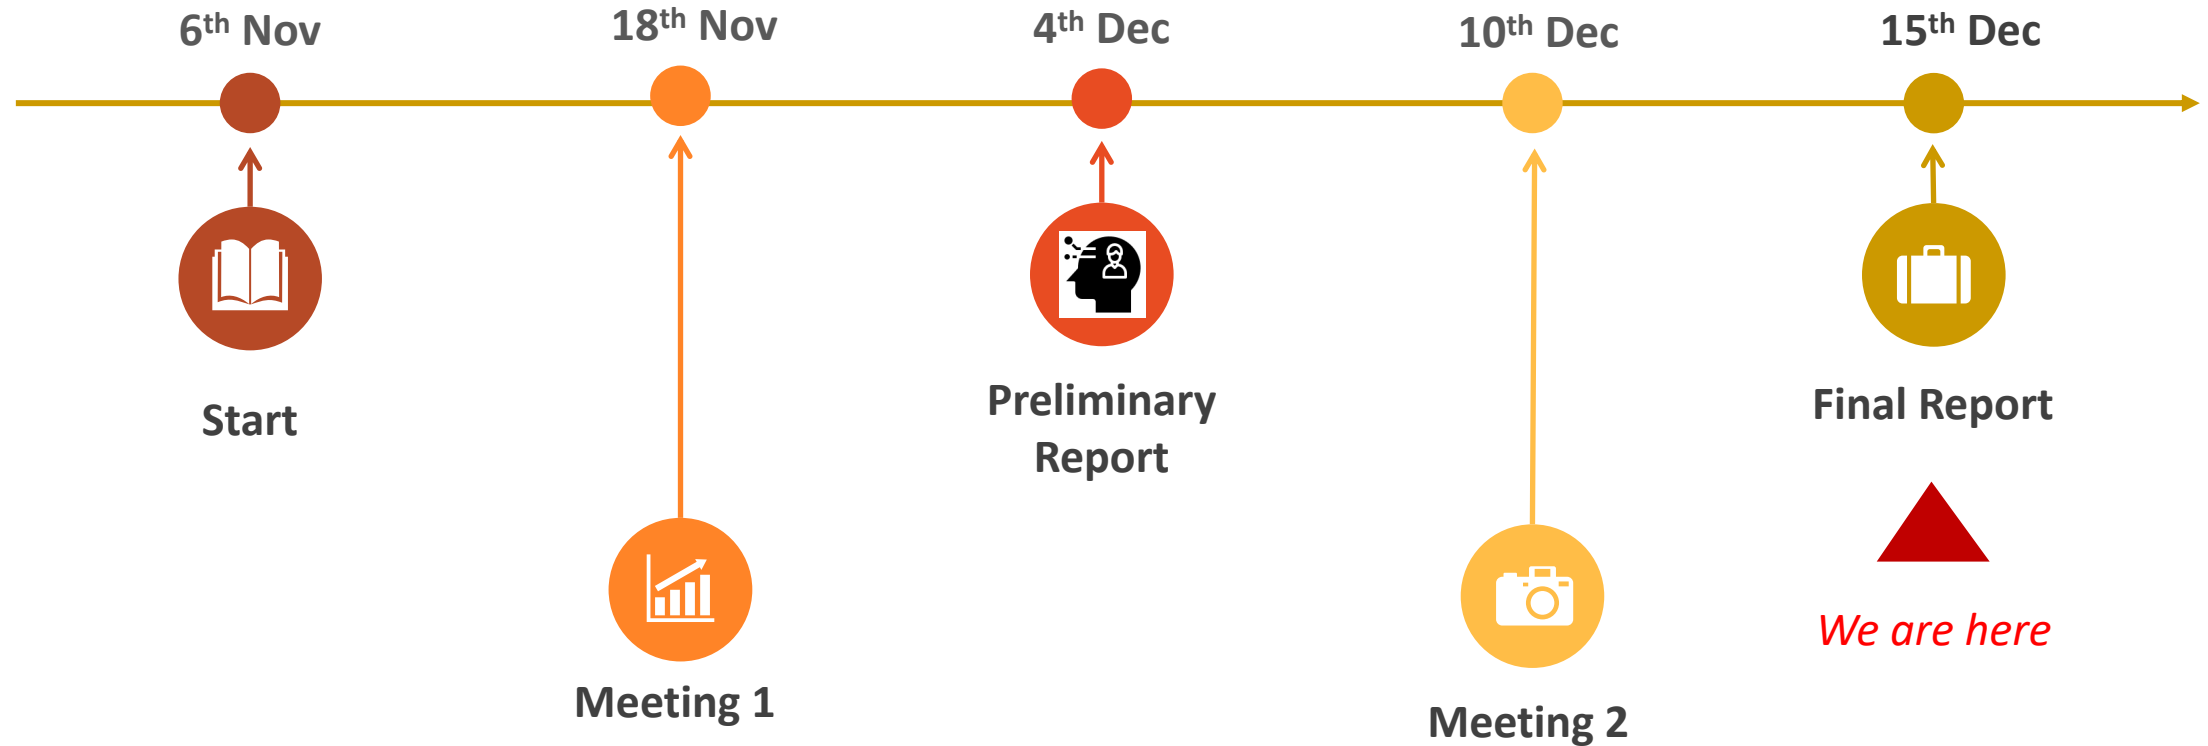 6th Nov
18th Nov
4th Dec
10th Dec
15th Dec
Start
Preliminary
Report
Final Report
We are here
Meeting 1
Meeting 2